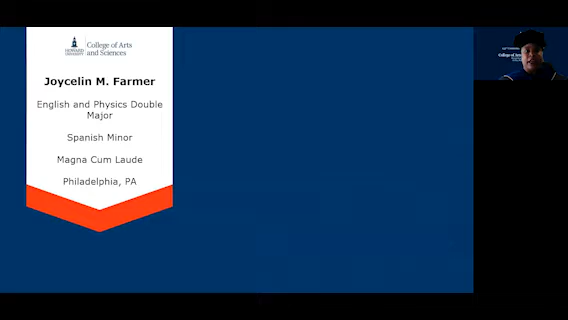 HOWARD
UNIVERSITY
College of Arts
and Sciences
Joycelin M. Farmer
English and Physics Double
Major
Spanish Minor
Magna Cum Laude
Philadelphia, PA